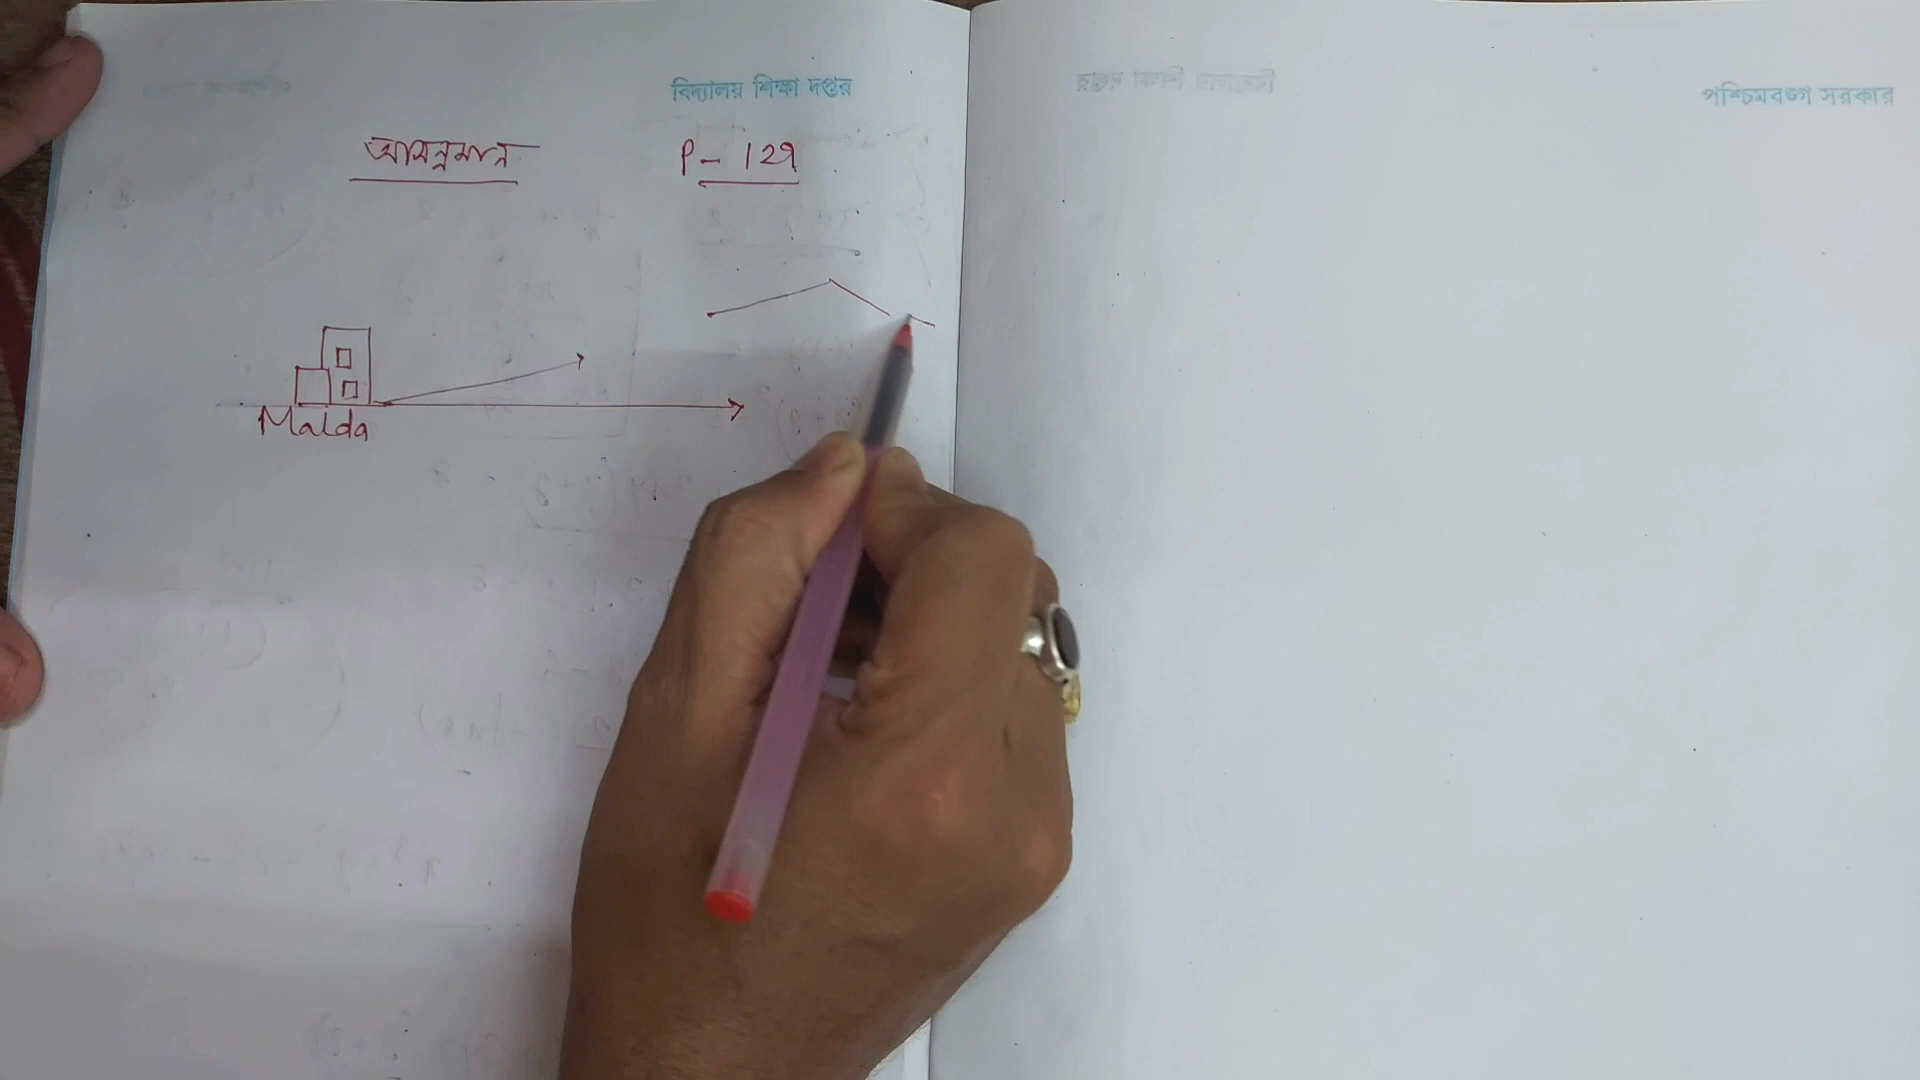 বিদ্যালয় শিক্ষা দপ্তর
পশ্চিমবঙ্গ সরকার
আসন্নমান P - 129
Malda